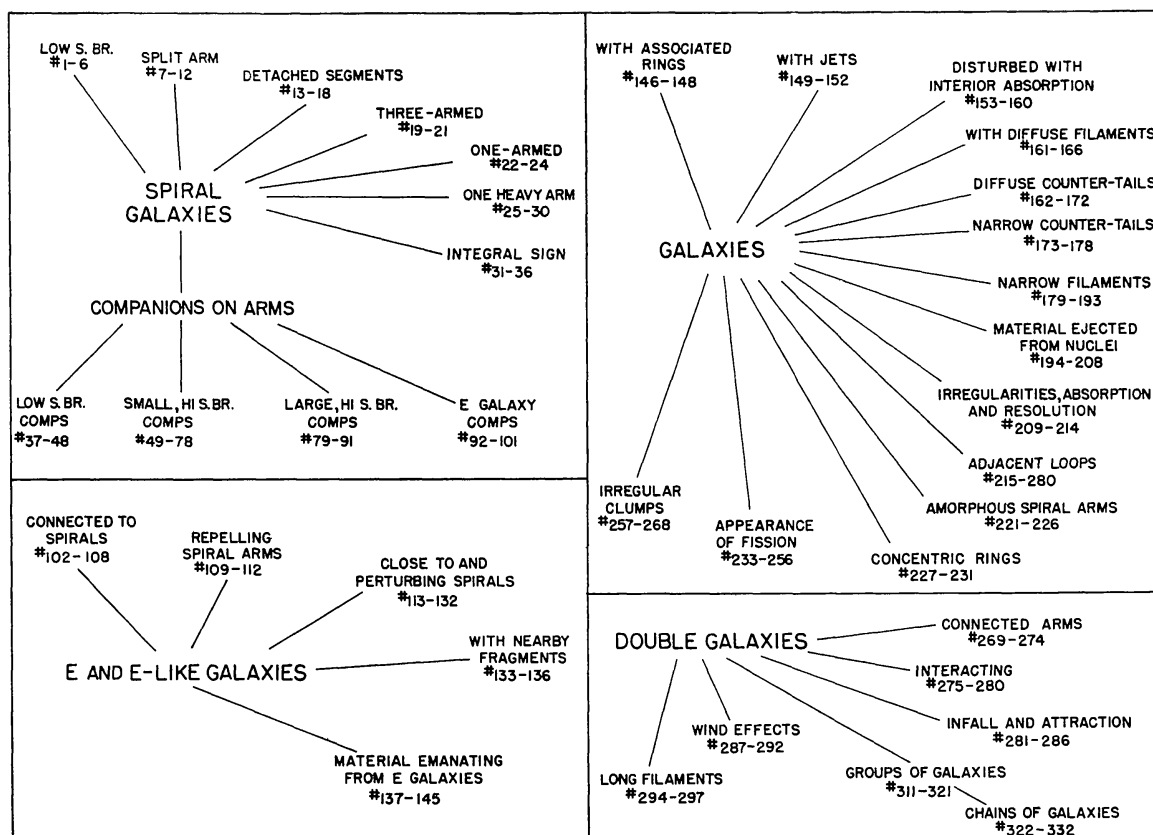 LOW S. BR.
#1-6
SPLIT ARM
#7-12
DETACHED SEGMENTS
#13-18
THREE-ARMED
#19-21
ONE-ARMED
#22-24
ONE HEAVY ARM
#25-30
INTEGRAL SIGN
#31-36
SPIRAL
GALAXIES
COMPANIONS ON ARMS
LOW S. BR.
COMPS
#37-48
SMALL, HI S. BR.
COMPS
#49-78
LARGE, HI S. BR.
COMPS
#79-91
E GALAXY
COMPS
#92-101
CONNECTED TO
SPIRALS
#102-108
REPELLING
SPIRAL ARMS
#109-112
CLOSE TO AND
PERTURBING SPIRALS
#113-132
WITH NEARBY
FRAGMENTS
#133-136
E AND E-LIKE GALAXIES
MATERIAL EMANATING
FROM E GALAXIES
#137-145
WITH ASSOCIATED
RINGS
#146-148
WITH JETS
#149-152
DISTURBED WITH
INTERIOR ABSORPTION
#153-160
WITH DIFFUSE FILAMENTS
#161-166
DIFFUSE COUNTER-TAILS
#162-172
NARROW COUNTER-TAILS
#173-178
GALAXIES
NARROW FILAMENTS
#179-193
MATERIAL EJECTED
FROM NUCLEI
#194-208
IRREGULARITIES, ABSORPTION
AND RESOLUTION
#209-214
ADJACENT LOOPS
#215-280
AMORPHOUS SPIRAL ARMS
#221-226
CONCENTRIC RINGS
#227-231
APPEARANCE
OF FISSION
#233-256
IRREGULAR
CLUMPS
#257-268
DOUBLE GALAXIES
CONNECTED ARMS
#269-274
INTERACTING
#275-280
INFALL AND ATTRACTION
#281-286
WIND EFFECTS
#287-292
LONG FILAMENTS
#294-297
GROUPS OF GALAXIES
#311-321
CHAINS OF GALAXIES
#322-332